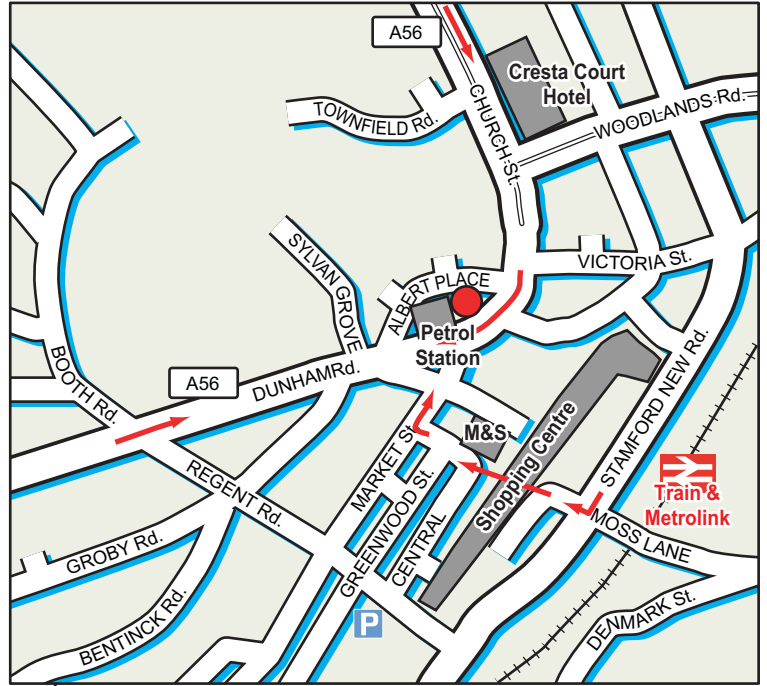 A56
Cresta Court
Hotel
TOWNFIELD Rd.
CHURCH St.
WOODLANDS Rd.
SYLVAN GROVE
ALBERT PLACE
VICTORIA St.
Petrol
Station
BOOTH Rd.
A56
DUNHAMRd.
STAMFORD NEW Rd.
M&S
Shopping Centre
MARKET St.
REGENT Rd.
GREENWOOD St.
CENTRAL
Train &
Metrolink
MOSS LANE
GROBY Rd.
BENTINCK Rd.
DENMARK St.
P